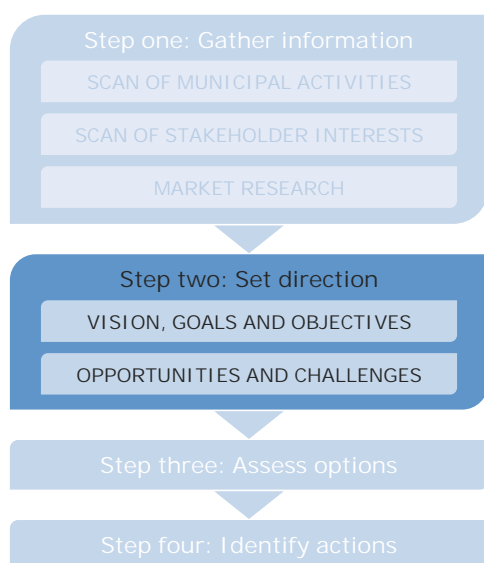 Step one: Gather information
SCAN OF MUNICIPAL ACTIVITIES
SCAN OF STAKEHOLDER INTERESTS
MARKET RESEARCH
Step two: Set direction
VISION, GOALS AND OBJECTIVES
OPPORTUNITIES AND CHALLENGES
Step three: Assess options
Step four: Identify actions